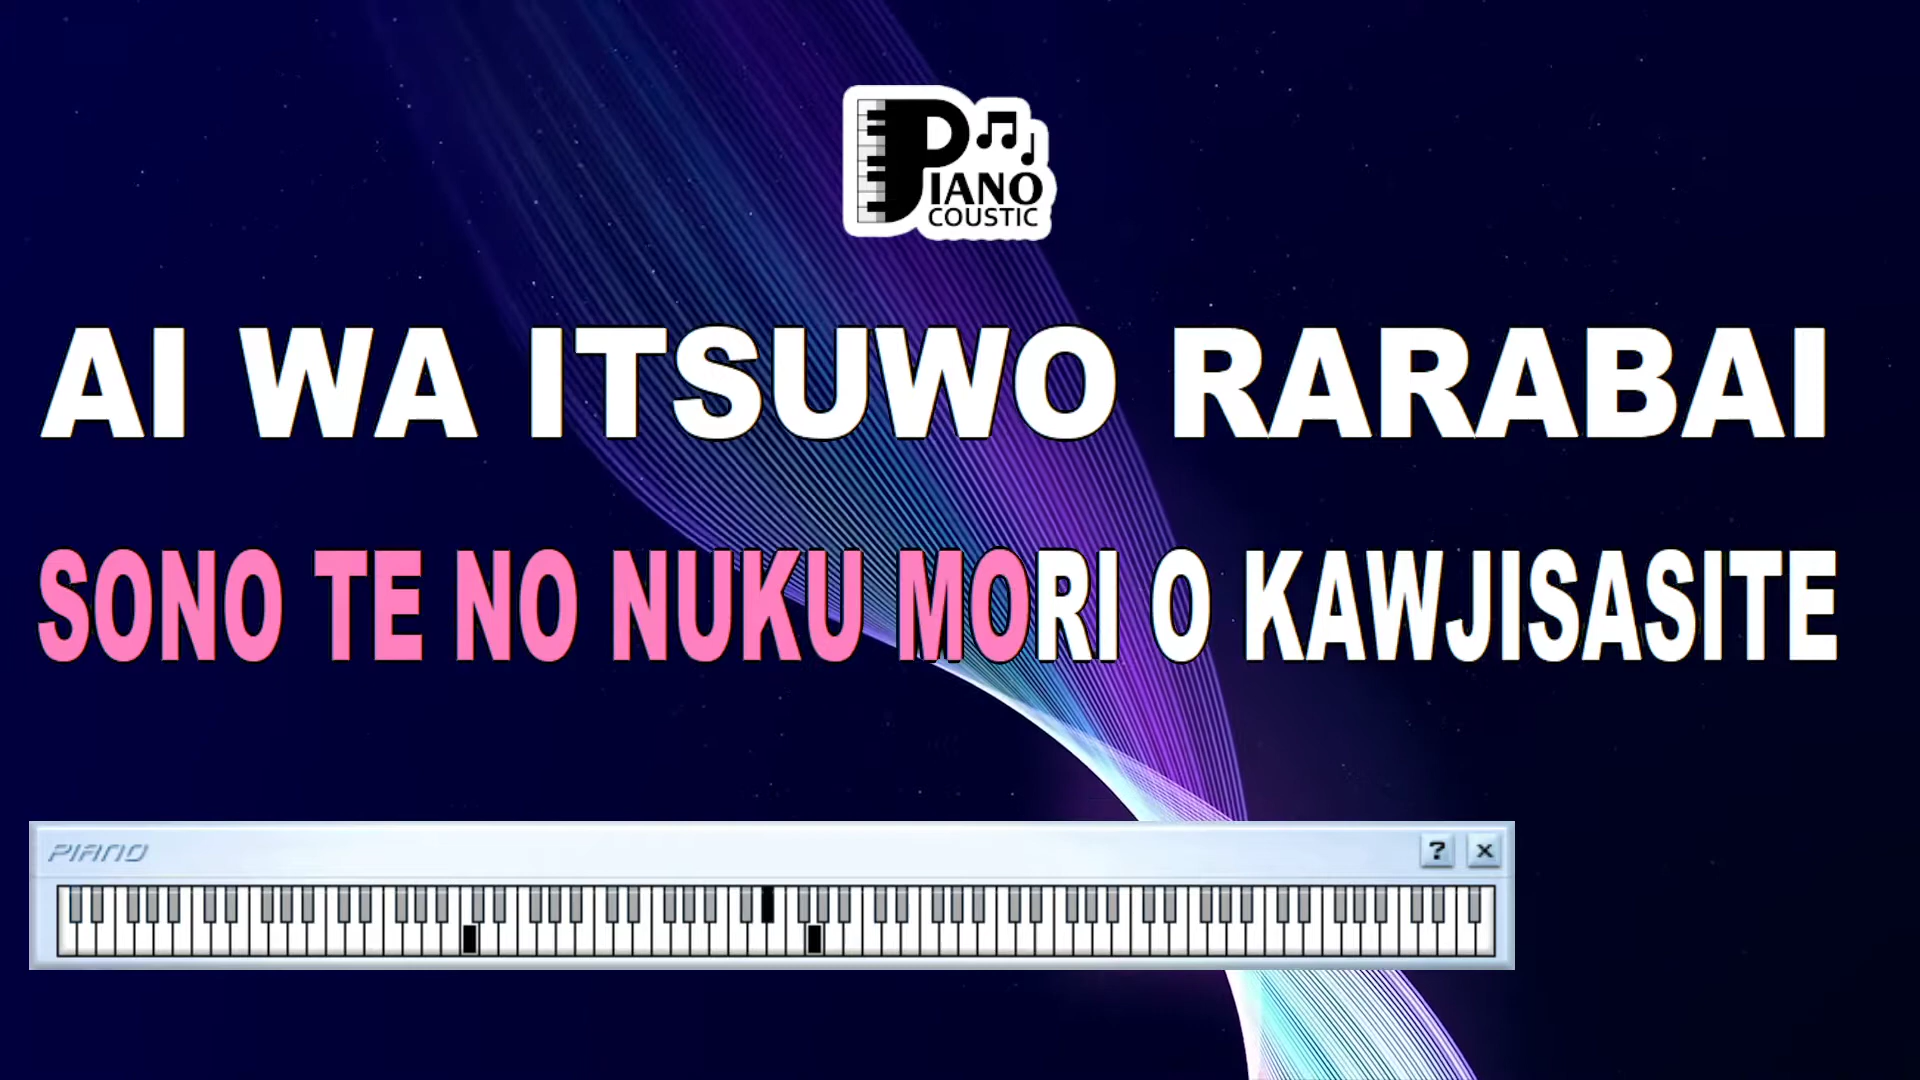 PIANO
COUSTIC
AI WA ITSUWO RARABAI
SONO TE NO NUKU MORI O KAWJISASITE
PIANO
? X